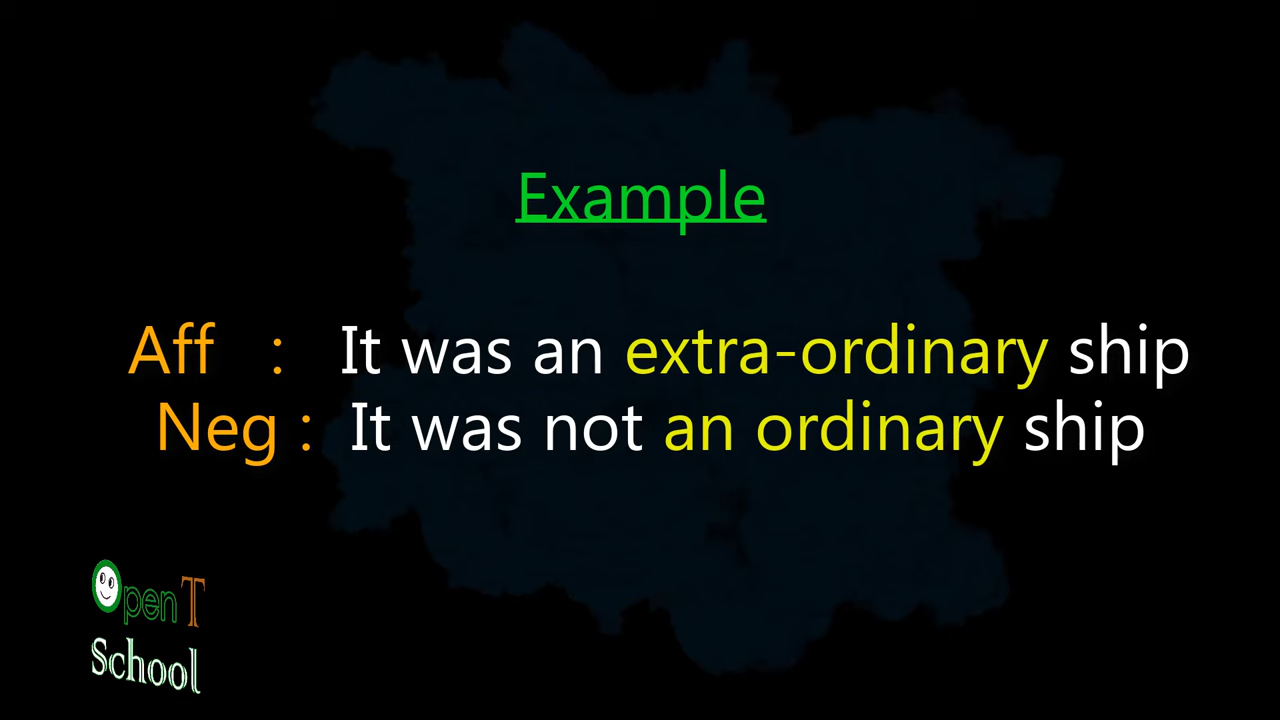 Example
Aff : It was an extra-ordinary ship
Neg : It was not an ordinary ship
Open T
School